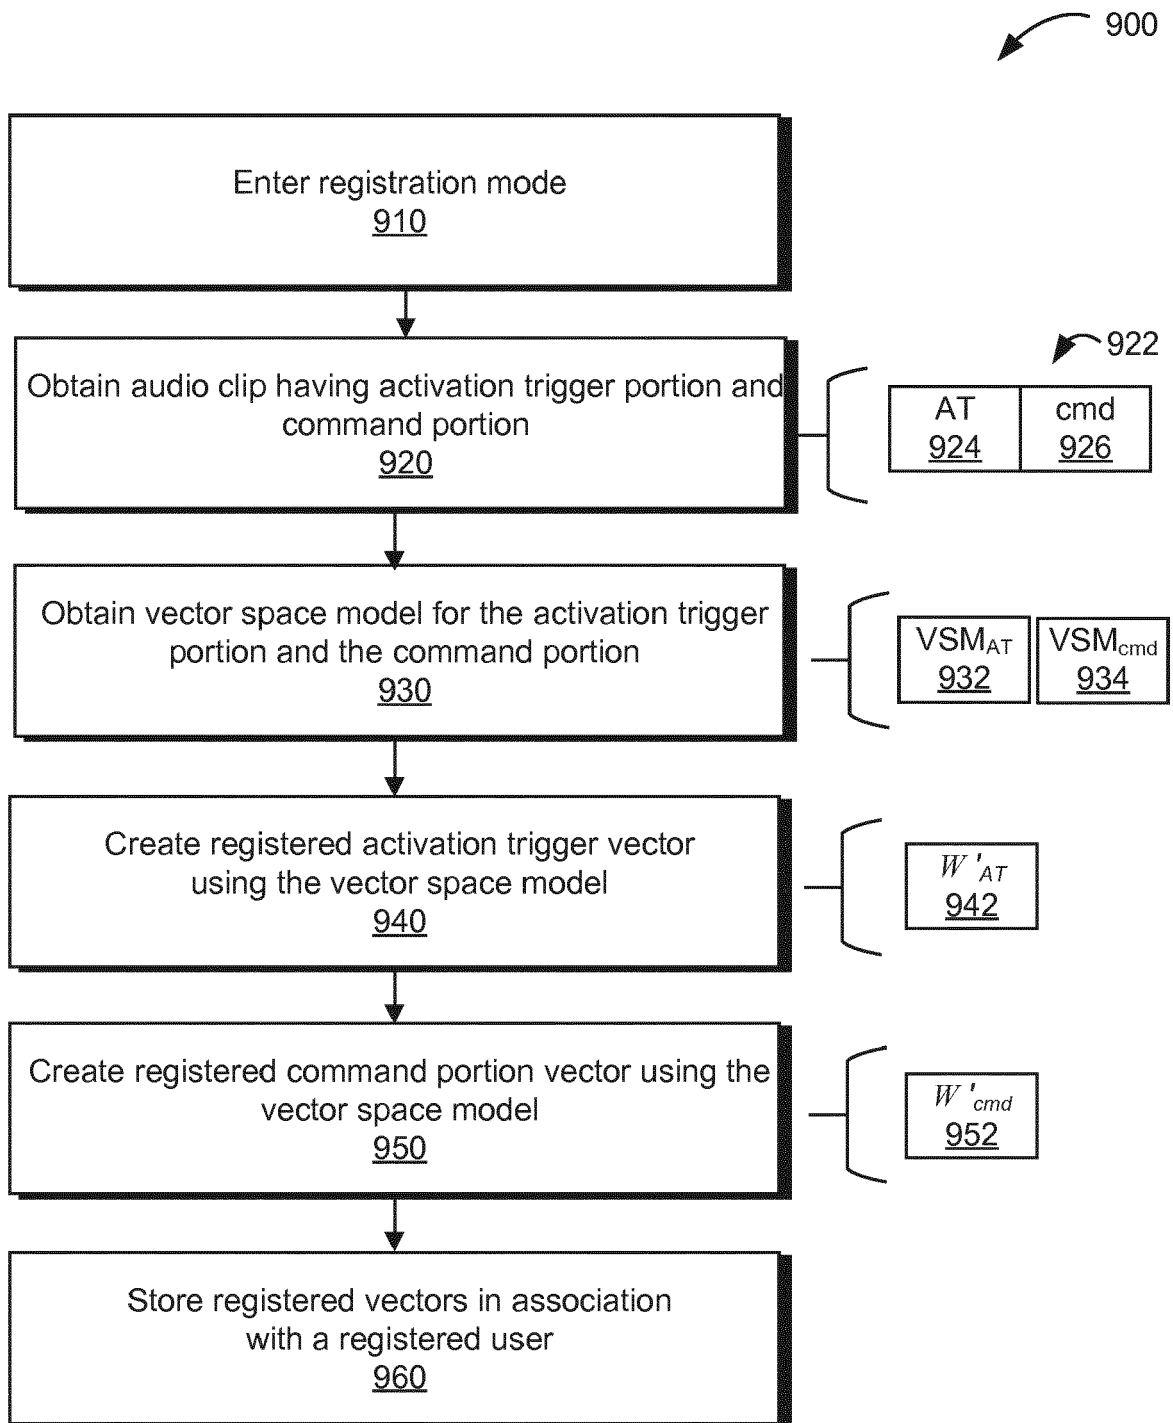 900
Enter registration mode
910
Obtain audio clip having activation trigger portion and
command portion
920
922
AT
924
cmd
926
Obtain vector space model for the activation trigger
portion and the command portion
930
VSMAT
932
VSMcmd
934
Create registered activation trigger vector
using the vector space model
940
W'AT
942
Create registered command portion vector using the
vector space model
950
W'cmd
952
Store registered vectors in association
with a registered user
960